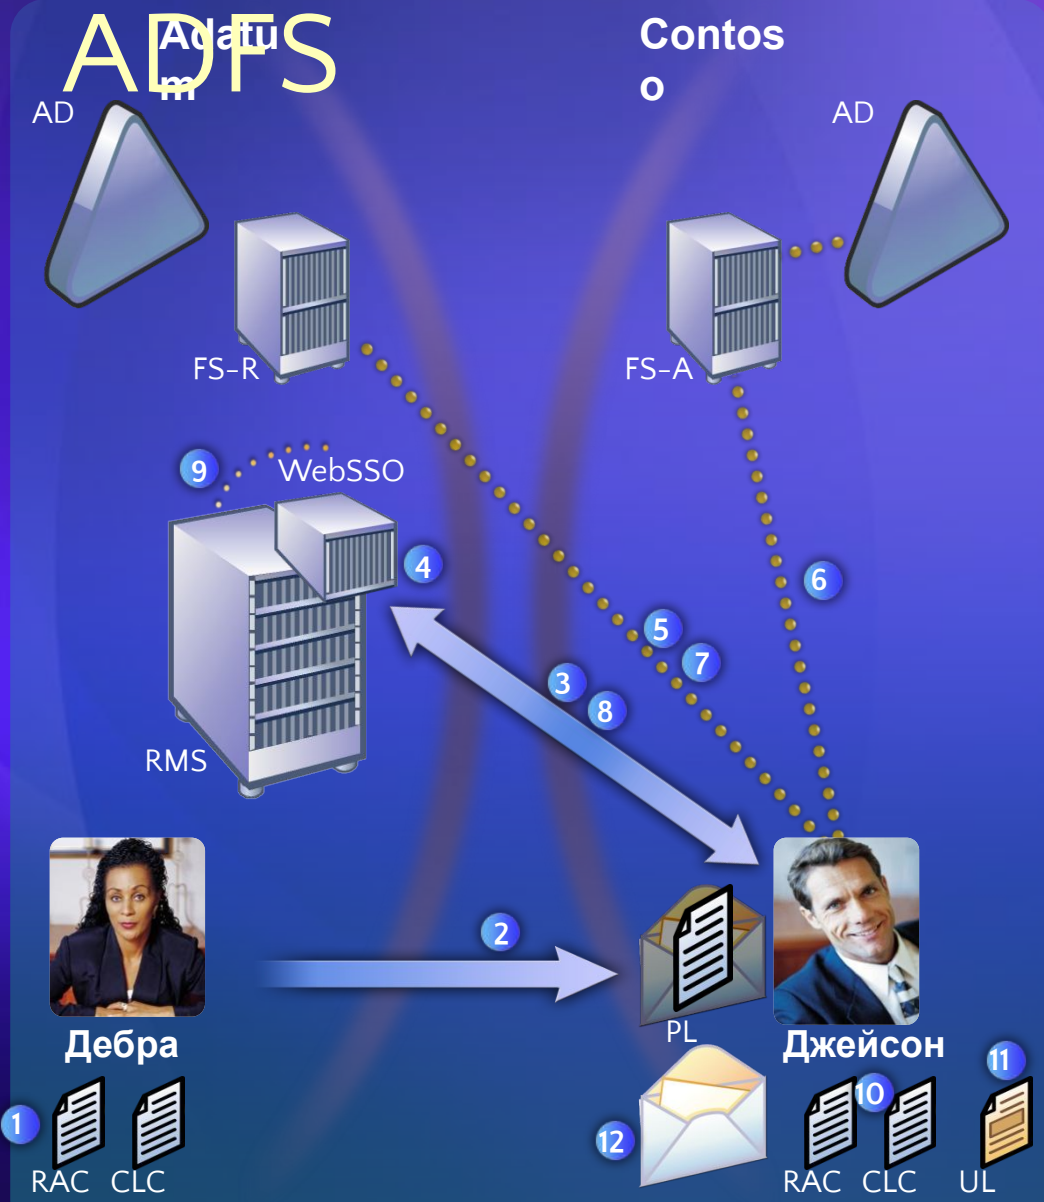 ADFS
Adatu
m
Contos
o
AD
AD
FS-R
FS-A
9
WebSSO
4
6
5
7
3
8
RMS
2
PL
Дебра
Джейсон
11
1
10
12
RAC CLC
RAC CLC UL